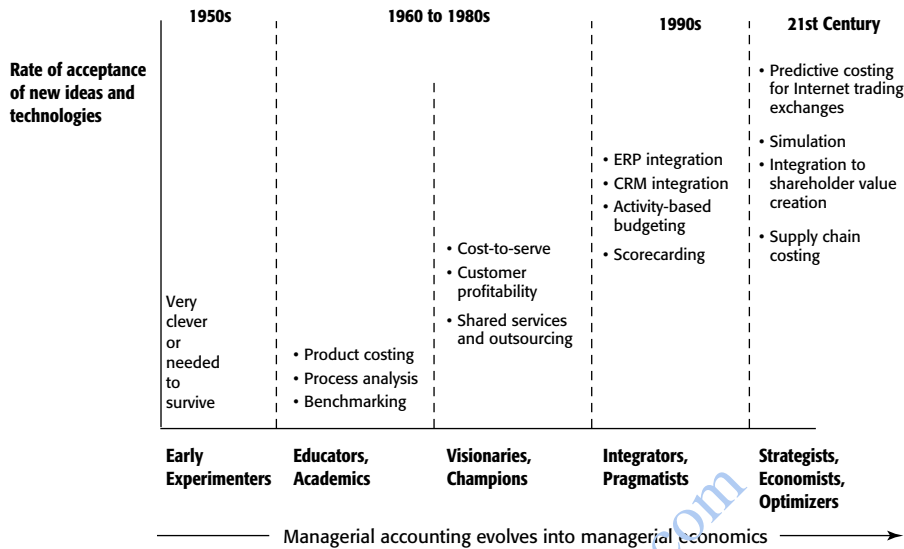 1950s
1960 to 1980s
1990s
21st Century
Rate of acceptance
of new ideas and
technologies
Very
clever
or
needed
to
survive
• Product costing
• Process analysis
• Benchmarking
• Cost-to-serve
• Customer
profitability
• Shared services
and outsourcing
• ERP integration
• CRM integration
• Activity-based
budgeting
• Scorecarding
• Predictive costing
for Internet trading
exchanges
• Simulation
• Integration to
shareholder value
creation
• Supply chain
costing
Early
Experimenters
Educators,
Academics
Visionaries,
Champions
Integrators,
Pragmatists
Strategists,
Economists,
Optimizers
Managerial accounting evolves into managerial economics
.com